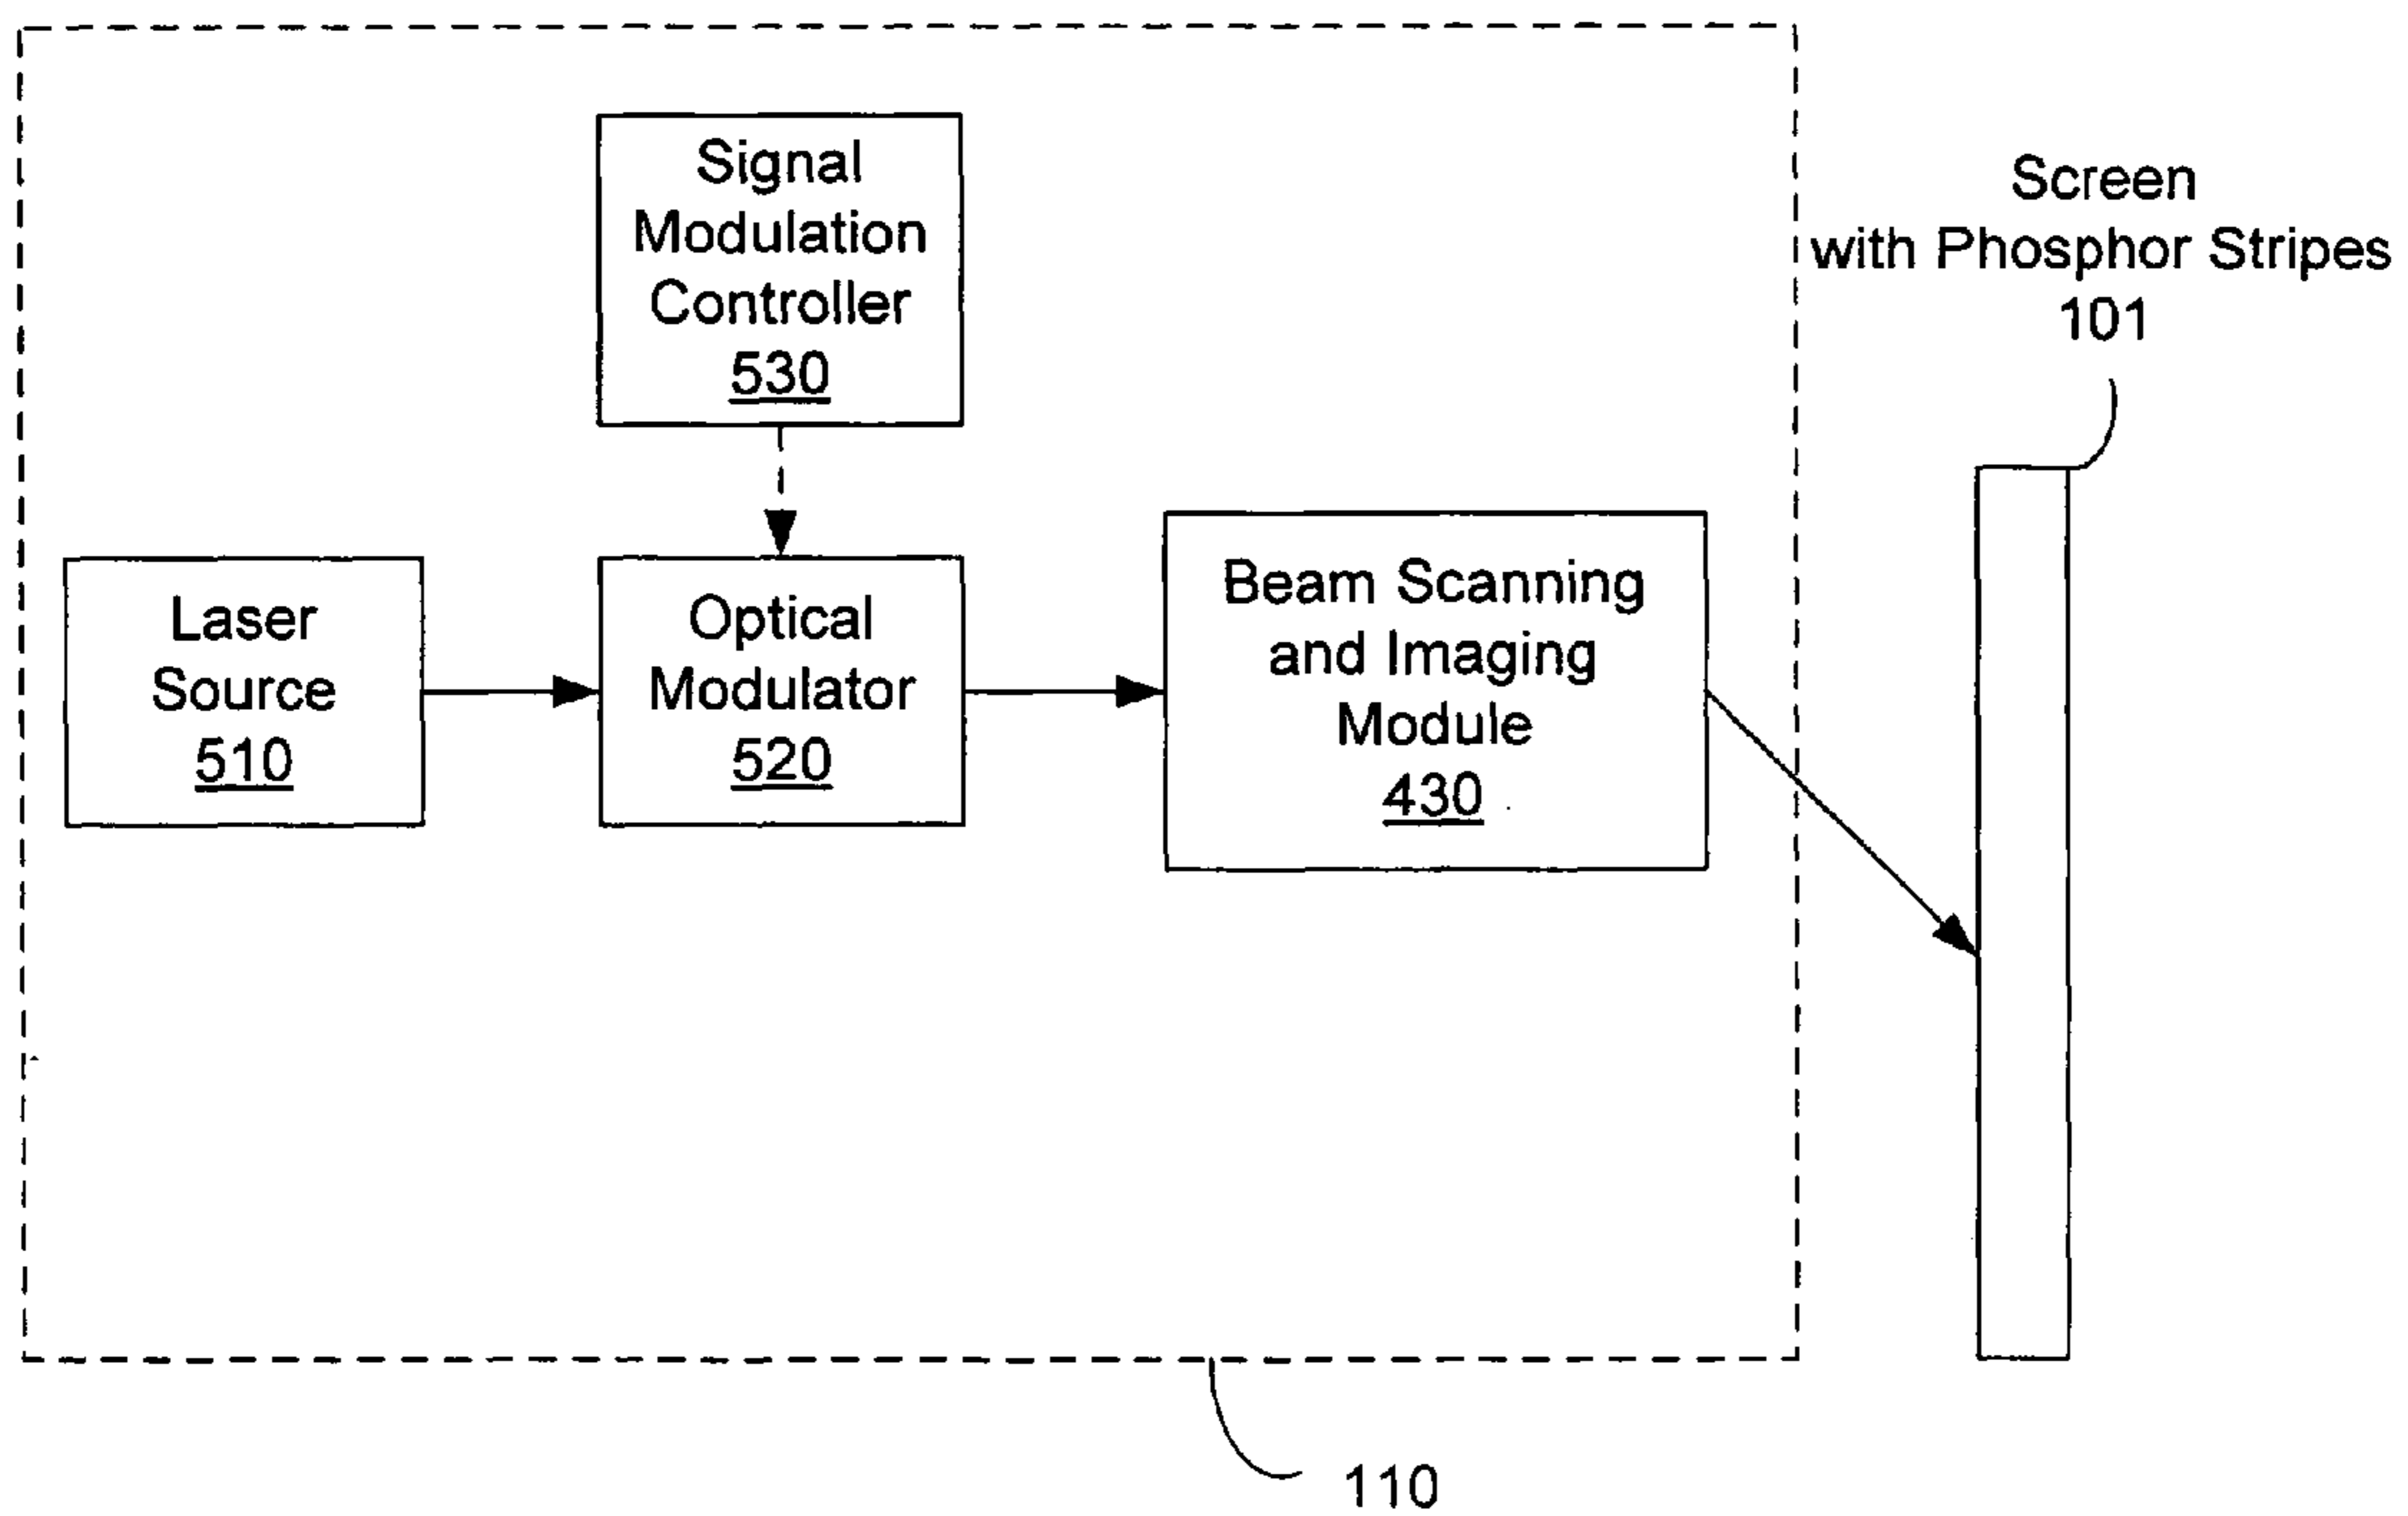 Signal
Modulation
Controller
530
Screen
with Phosphor Stripes
101
Laser
Source
510
Optical
Modulator
520
Beam Scanning
and Imaging
Module
430
110